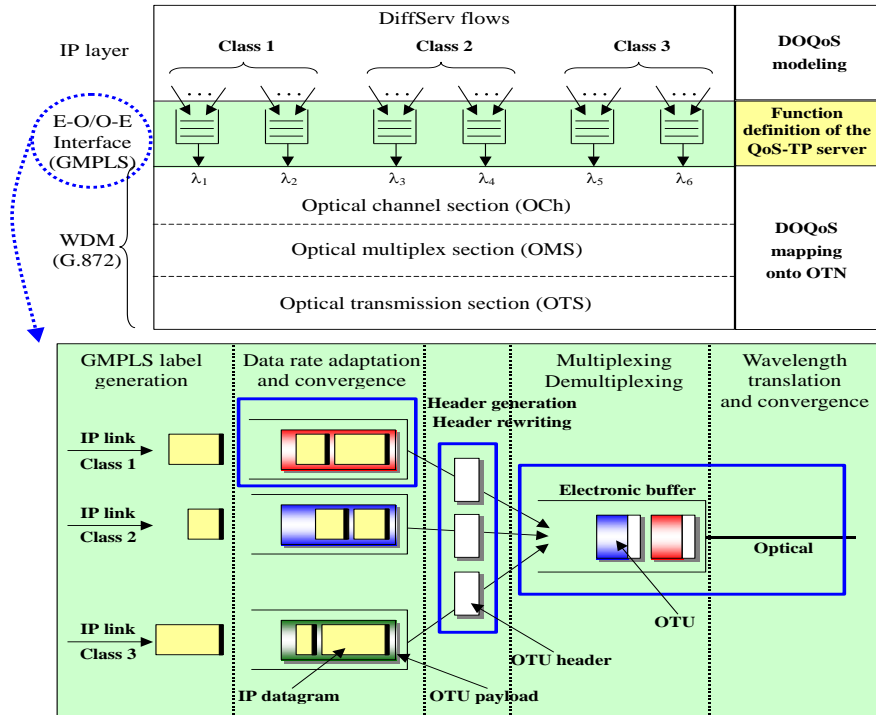 DiffServ flows
IP layer
Class 1
Class 2
Class 3
DOQoS
modeling
. . .
. . .
. . .
. . .
. . .
. . .
E-O/O-E
Interface
(GMPLS)
Function
definition of the
QoS-TP server
λ1
λ2
λ3
λ4
λ5
λ6
Optical channel section (OCh)
WDM
(G.872)
Optical multiplex section (OMS)
DOQoS
mapping
onto OTN
Optical transmission section (OTS)
GMPLS label
generation
Data rate adaptation
and convergence
Multiplexing
Demultiplexing
Wavelength
translation
and convergence
Header generation
Header rewriting
IP link
Class 1
IP link
Class 2
IP link
Class 3
Electronic buffer
Optical
OTU
OTU header
IP datagram
OTU payload